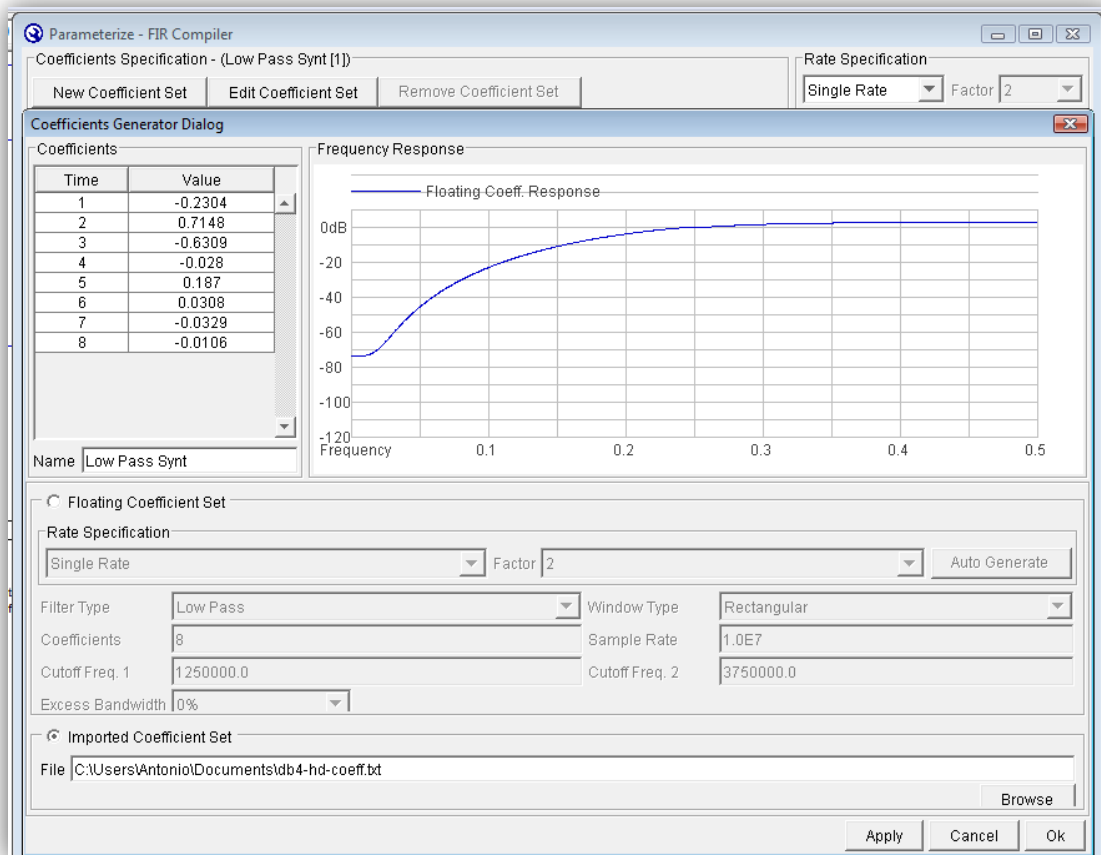 Parameterize - FIR Compiler
Coefficients Specification - (Low Pass Synt [1])
Rate Specification
New Coefficient Set
Edit Coefficient Set
Remove Coefficient Set
Single Rate
Factor 2
Coefficients Generator Dialog
Coefficients
Time Value
1 -0.2304
2 0.7148
3 -0.6309
4 -0.028
5 0.187
6 0.0308
7 -0.0329
8 -0.0106
Name Low Pass Synt
Frequency Response
Floating Coeff. Response
0dB
-20
-40
-60
-80
-100
-120
Frequency 0.1 0.2 0.3 0.4 0.5
Floating Coefficient Set
Rate Specification
Single Rate Factor 2 Auto Generate
Filter Type Low Pass Window Type Rectangular
Coefficients 8 Sample Rate 1.0E7
Cutoff Freq. 1 1250000.0 Cutoff Freq. 2 3750000.0
Excess Bandwidth 0%
Imported Coefficient Set
File C:\Users\Antonio\Documents\db4-hd-coeff.txt
Browse
Apply Cancel Ok